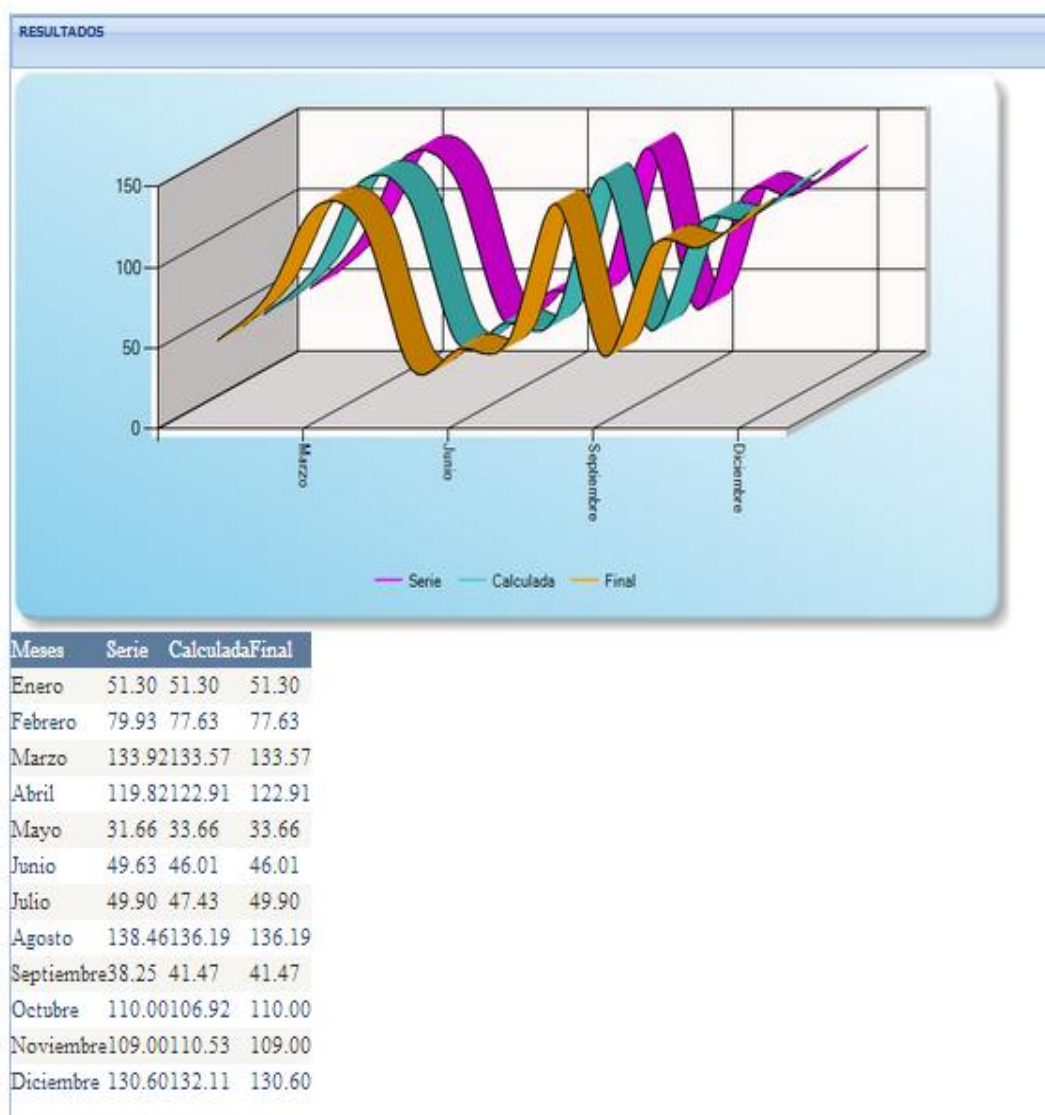 RESULTADOS
150
100
50
0
Marzo
Junio
Septiembre
Diciembre
Serie Calculada Final
Meses Serie Calculada Final
Enero 51.30 51.30 51.30
Febrero 79.93 77.63 77.63
Marzo 133.92 133.57 133.57
Abril 119.82 122.91 122.91
Mayo 31.66 33.66 33.66
Junio 49.63 46.01 46.01
Julio 49.90 47.43 49.90
Agosto 138.46 136.19 136.19
Septiembre 38.25 41.47 41.47
Octubre 110.00 106.92 110.00
Noviembre 109.00 110.53 109.00
Diciembre 130.60 132.11 130.60